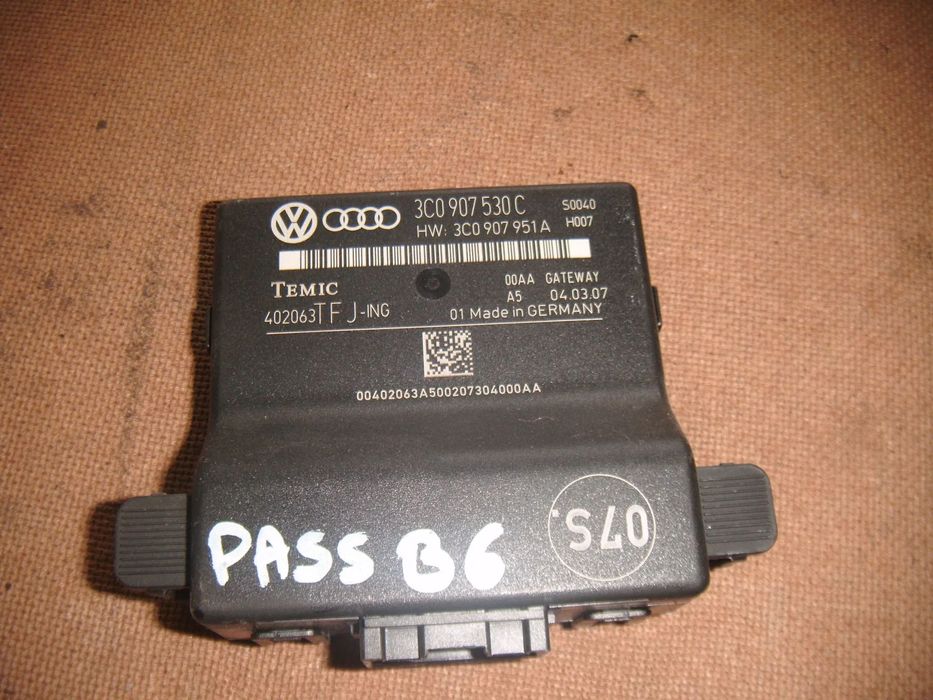 3C0 907 530 C S0040
HW: 3C0 907 951 A H007
TEMIC 00AA GATEWAY
A5 04.03.07
402063TFJ-ING 01 Made in GERMANY
00402063A500207304000AA
07S.
PASS B6